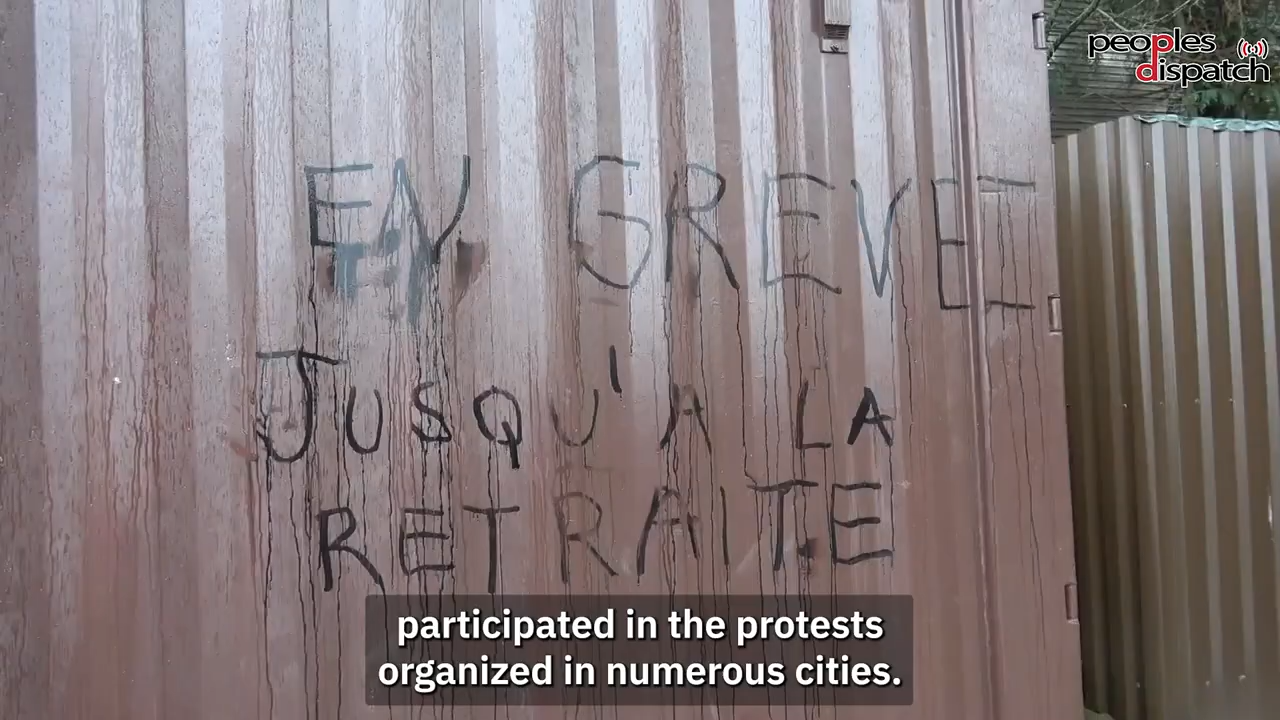 peoples
dispatch
EN GREVE
JUSQU'A LA
RETRAITE
participated in the protests
organized in numerous cities.